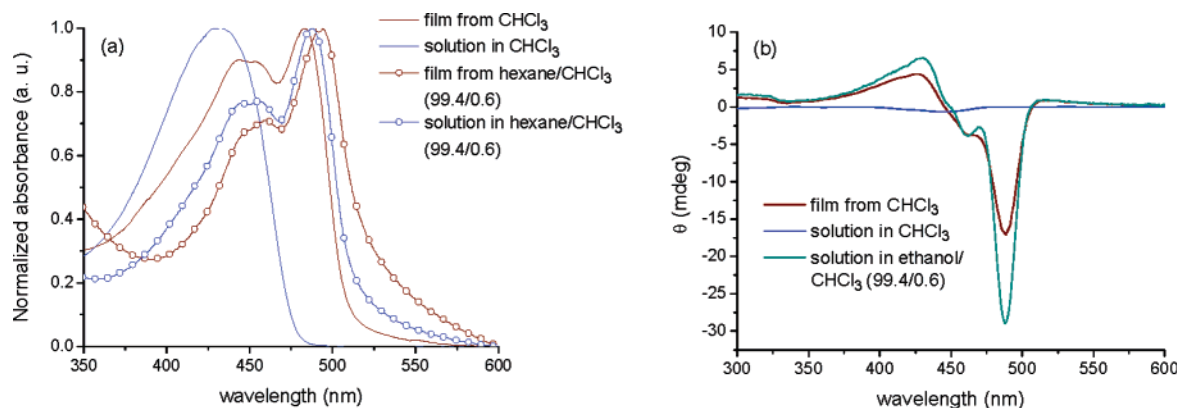 (a)
film from CHCl₃
solution in CHCl₃
film from hexane/CHCl₃
(99.4/0.6)
solution in hexane/CHCl₃
(99.4/0.6)
Normalized absorbance (a. u.)
1.0
0.8
0.6
0.4
0.2
0.0
350 400 450 500 550 600
wavelength (nm)
(b)
θ (mdeg)
10
5
0
-5
-10
-15
-20
-25
-30
film from CHCl₃
solution in CHCl₃
solution in ethanol/
CHCl₃ (99.4/0.6)
300 350 400 450 500 550 600
wavelength (nm)